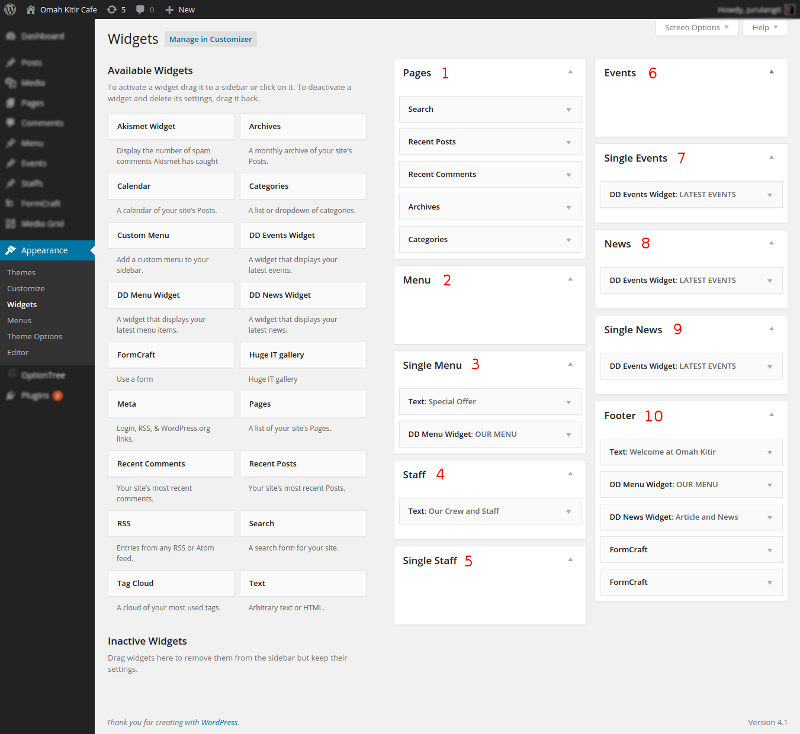 Omah Kitir Cafe 5 0 New
Howdy, jurulangit
Screen Options Help
Dashboard
Posts
Media
Pages
Comments
Menu
Events
Staffs
FormCraft
Media Grid
Appearance
Themes
Customize
Widgets
Menus
Theme Options
Editor
OptionTree
Plugins
Widgets Manage in Customizer
Available Widgets
To activate a widget drag it to a sidebar or click on it. To deactivate a
widget and delete its settings, drag it back.
Akismet Widget
Display the number of spam
comments Akismet has caught
Archives
A monthly archive of your site's
Posts.
Calendar
A calendar of your site's Posts.
Categories
A list or dropdown of categories.
Custom Menu
Add a custom menu to your
sidebar.
DD Events Widget
A widget that displays your
latest events.
DD Menu Widget
A widget that displays your
latest menu items.
DD News Widget
A widget that displays your
latest news.
FormCraft
Use a form
Huge IT gallery
Huge IT gallery
Meta
Login, RSS, & WordPress.org
links.
Pages
A list of your site's Pages.
Recent Comments
Your site's most recent
comments.
Recent Posts
Your site's most recent Posts.
RSS
Entries from any RSS or Atom
feed.
Search
A search form for your site.
Tag Cloud
A cloud of your most used tags.
Text
Arbitrary text or HTML.
Inactive Widgets
Drag widgets here to remove them from the sidebar but keep their
settings.
Pages 1
Search
Recent Posts
Recent Comments
Archives
Categories
Menu 2
Single Menu 3
Text: Special Offer
DD Menu Widget: OUR MENU
Staff 4
Text: Our Crew and Staff
Single Staff 5
Events 6
Single Events 7
DD Events Widget: LATEST EVENTS
News 8
DD Events Widget: LATEST EVENTS
Single News 9
DD Events Widget: LATEST EVENTS
Footer 10
Text: Welcome at Omah Kitir
DD Menu Widget: OUR MENU
DD News Widget: Article and News
FormCraft
FormCraft
Thank you for creating with WordPress.
Version 4.1